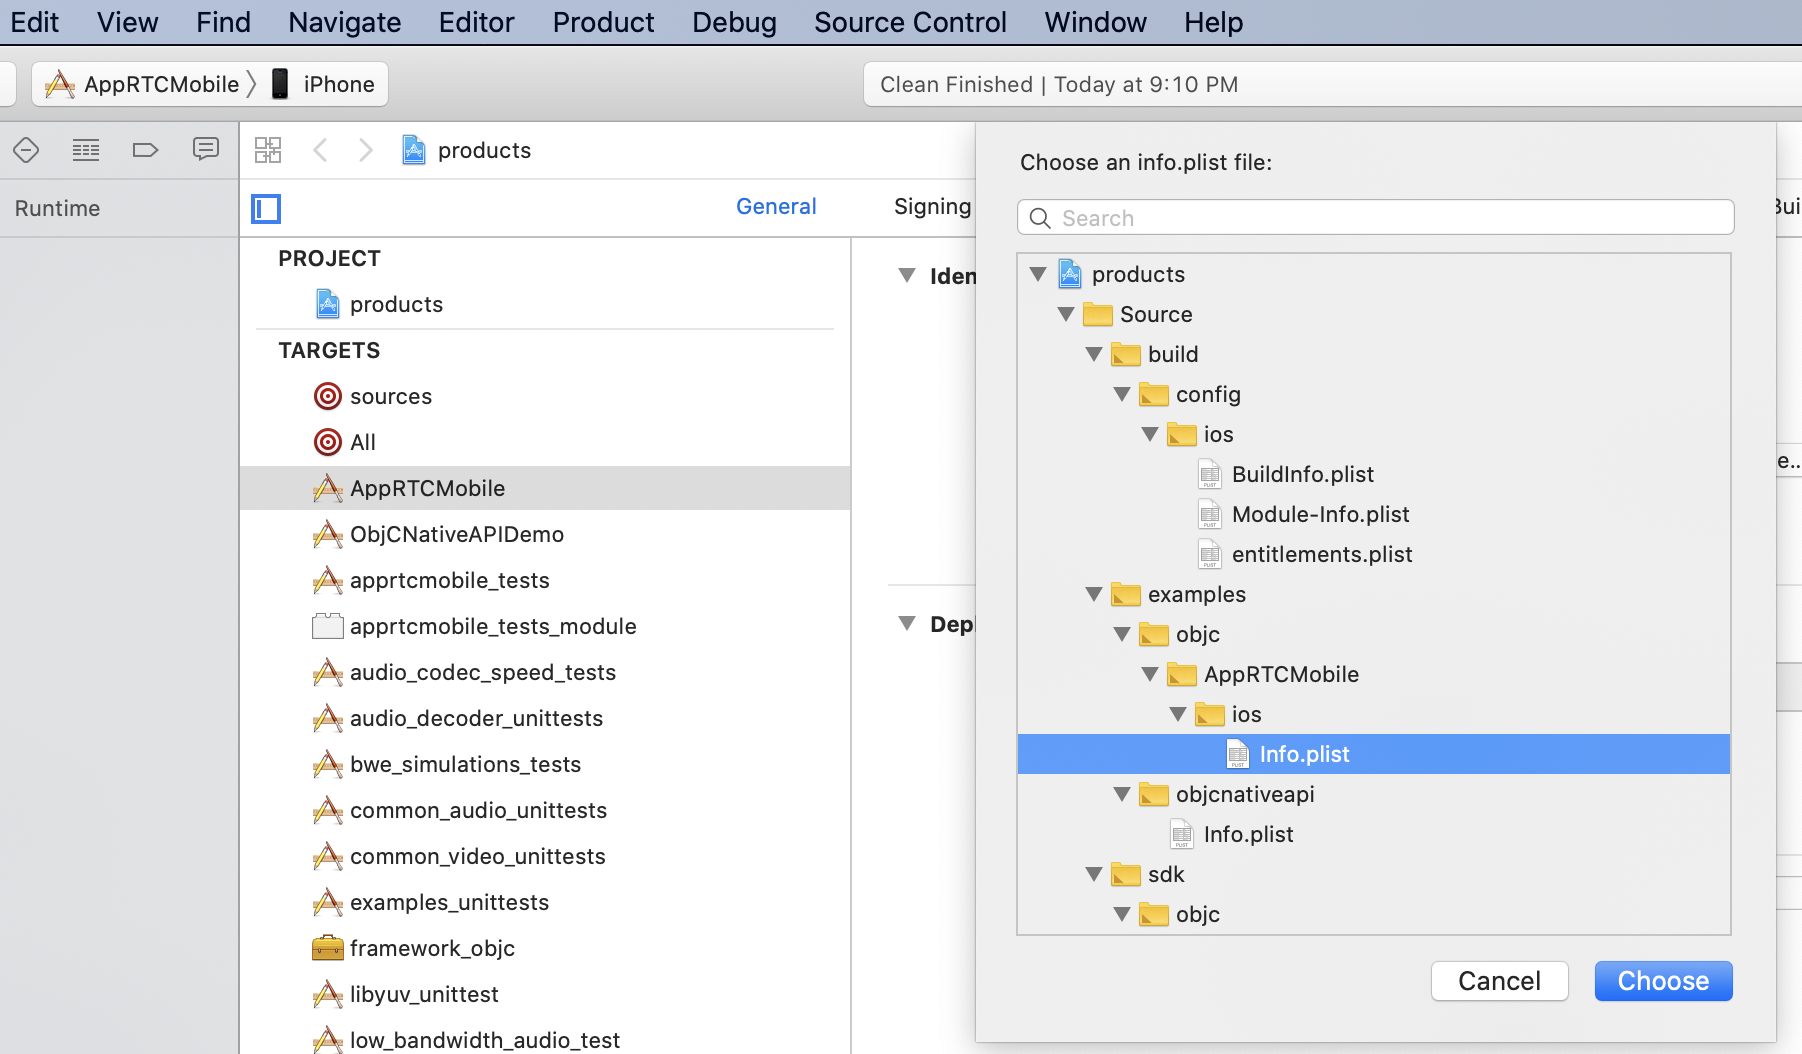 Edit View Find Navigate Editor Product Debug Source Control Window Help
AppRTCMobile iPhone
Clean Finished | Today at 9:10 PM
products
Runtime
General Signing
PROJECT
products
TARGETS
sources
All
AppRTCMobile
ObjCNativeAPIDemo
apprtcmobile_tests
apprtcmobile_tests_module
audio_codec_speed_tests
audio_decoder_unittests
bwe_simulations_tests
common_audio_unittests
common_video_unittests
examples_unittests
framework_objc
libyuv_unittest
low_bandwidth_audio_test
Iden
Dep
Choose an info.plist file:
Search
products
Source
build
config
ios
BuildInfo.plist
Module-Info.plist
entitlements.plist
examples
objc
AppRTCMobile
ios
Info.plist
objcnativeapi
Info.plist
sdk
objc
Cancel Choose
Bui
e...